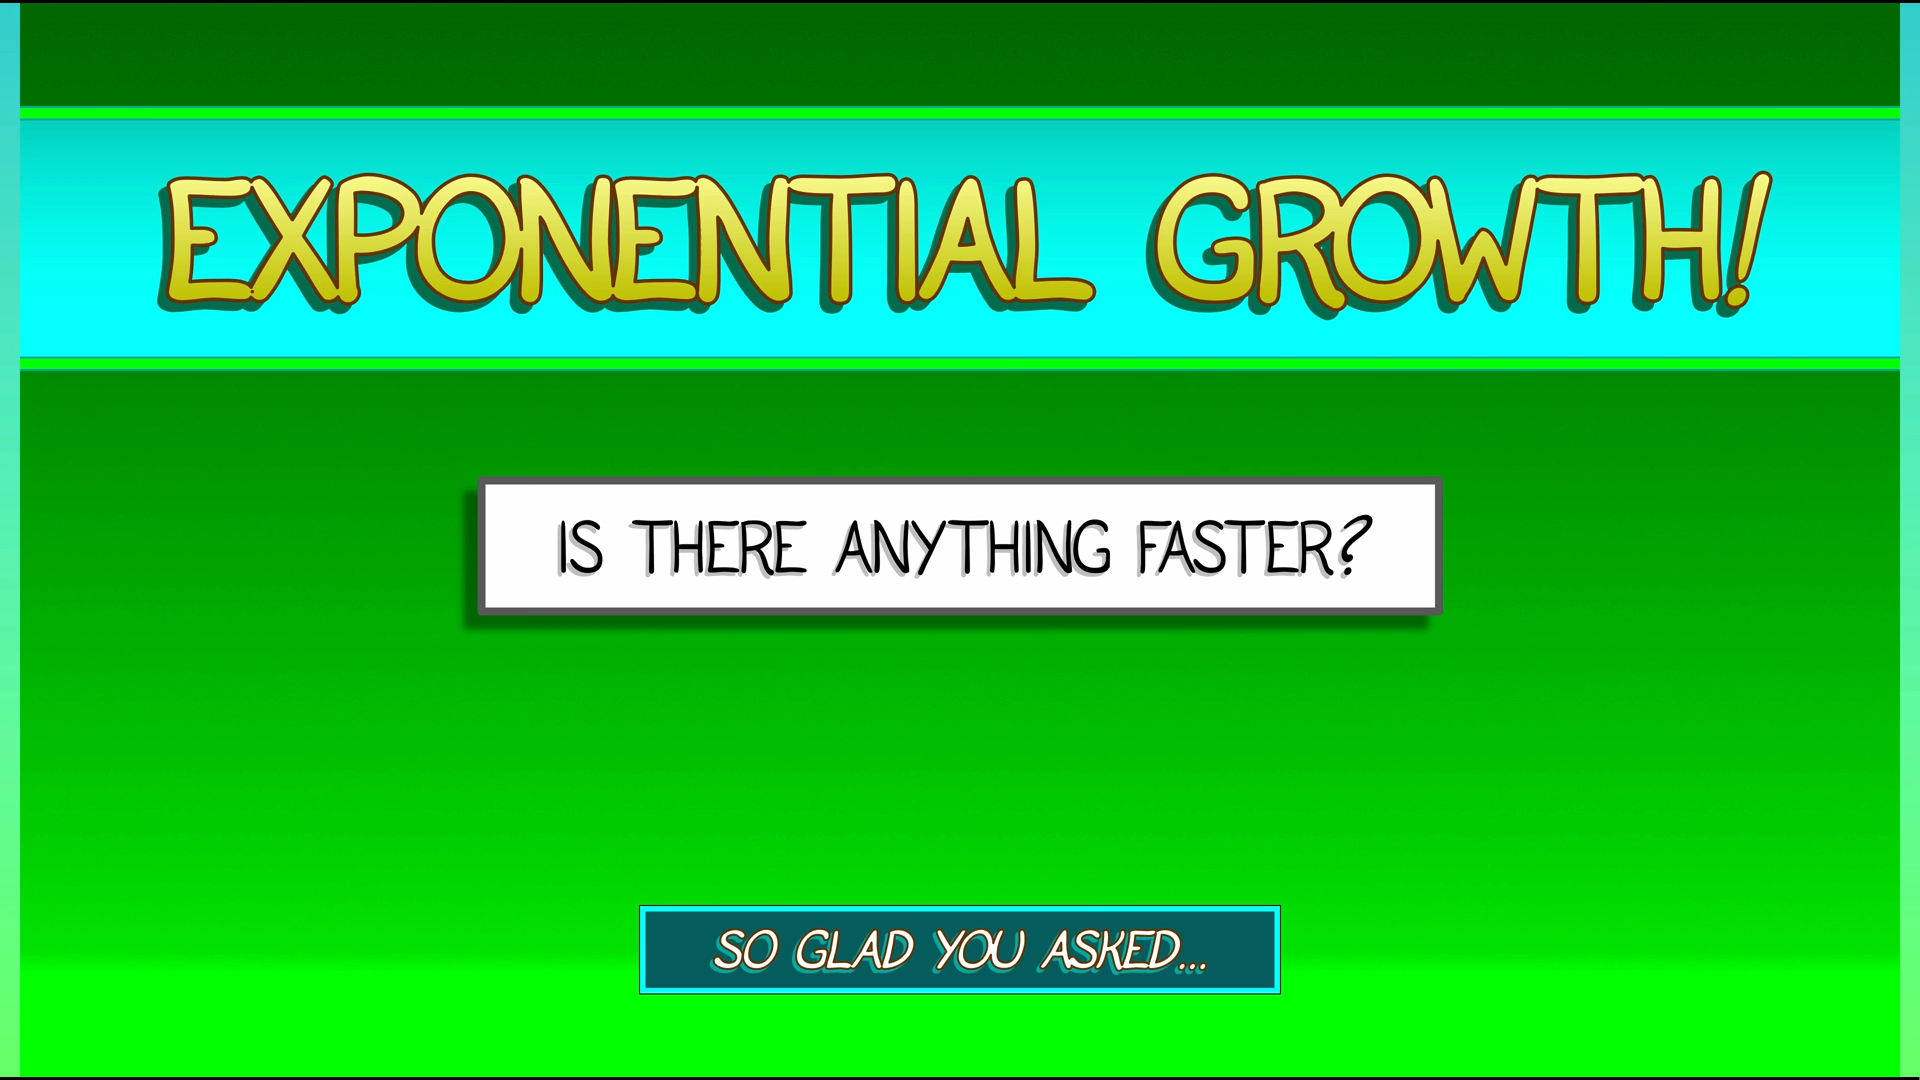 EXPONENTIAL GROWTH!
IS THERE ANYTHING FASTER?
SO GLAD YOU ASKED...